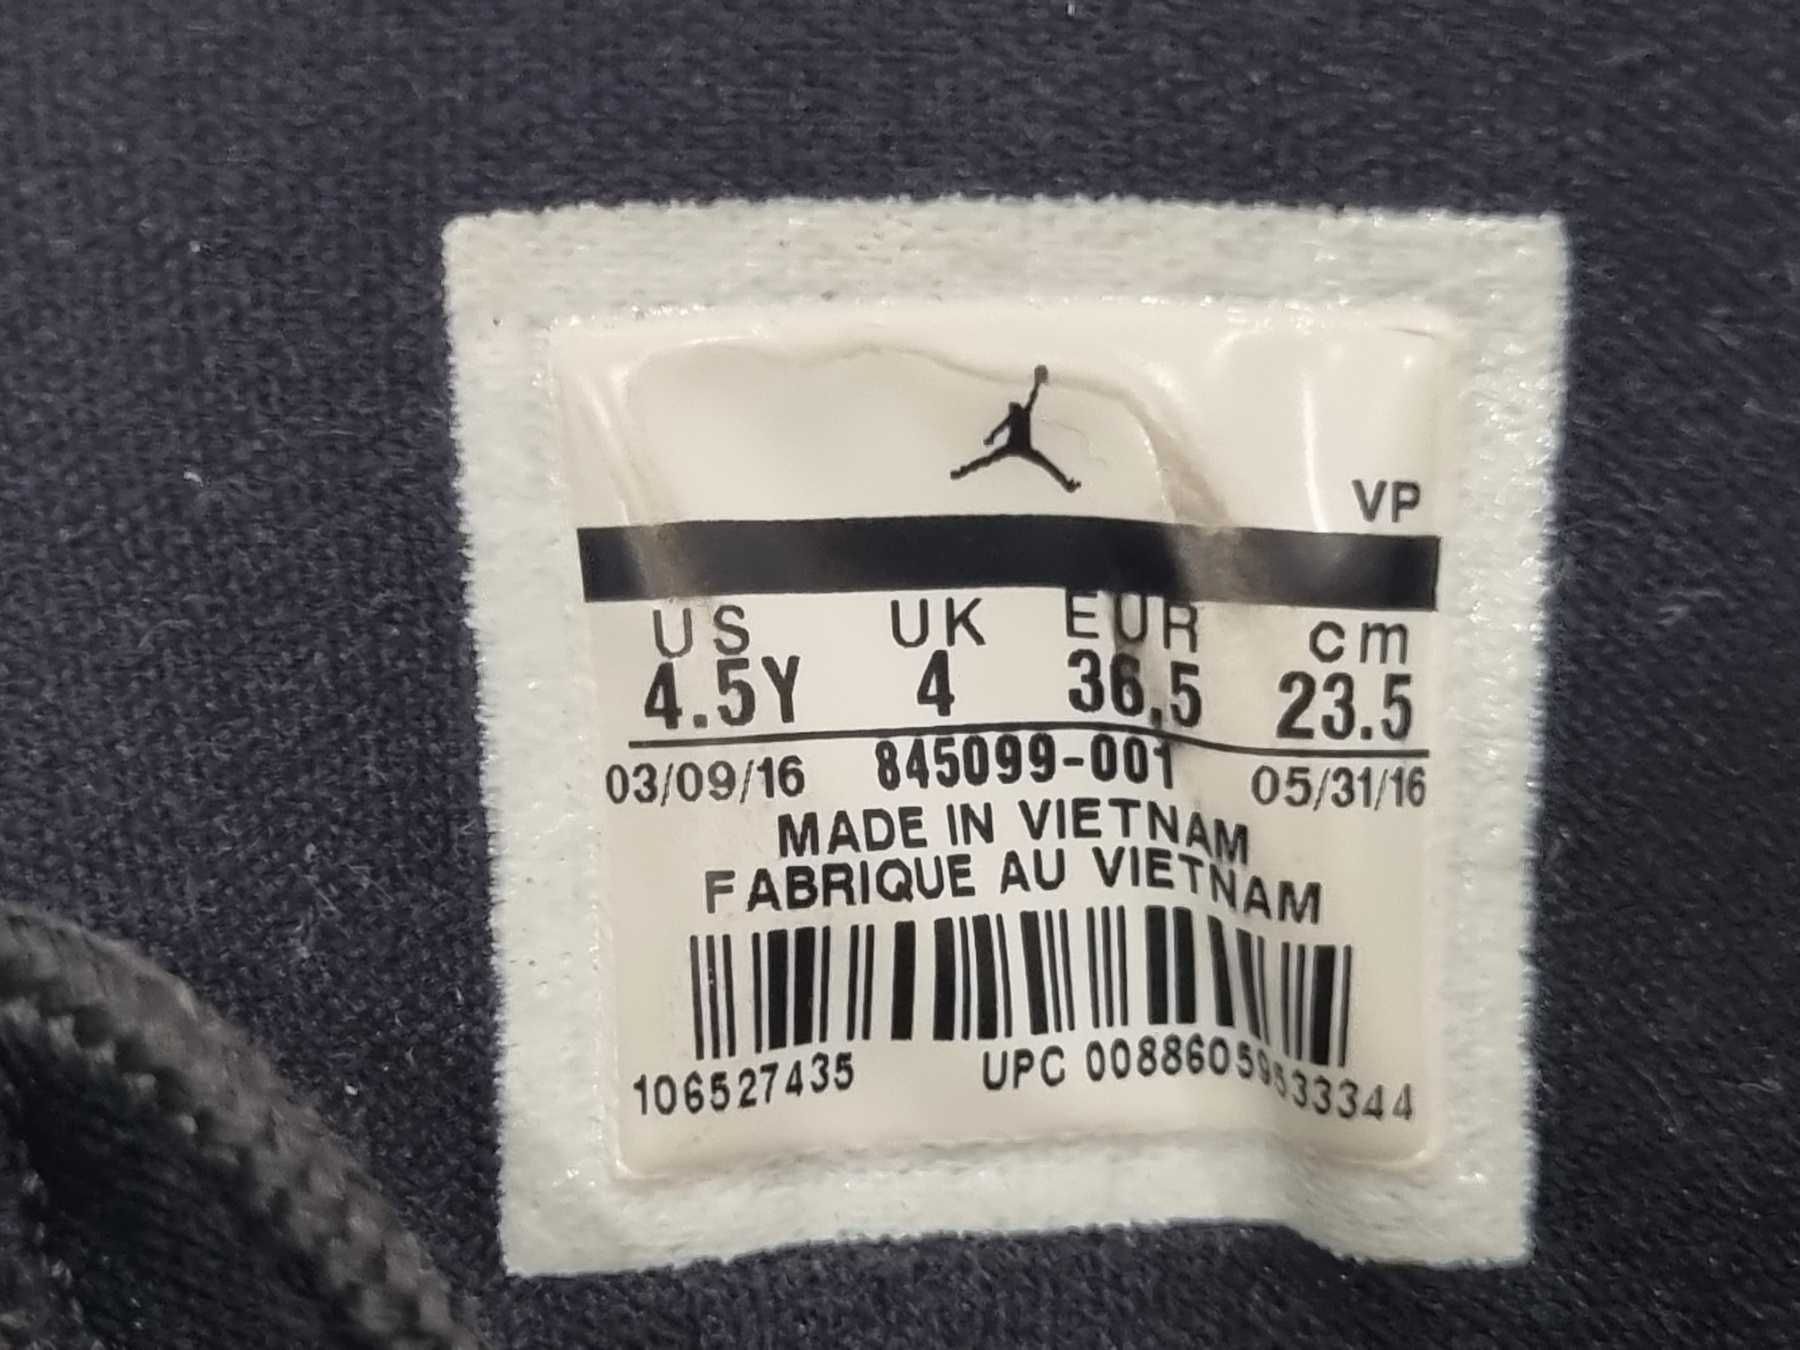 VP
US UK EUR cm
4.5Y 4 36.5 23.5
03/09/16 845099-001 05/31/16
MADE IN VIETNAM
FABRIQUE AU VIETNAM
106527435 UPC 00886059533344